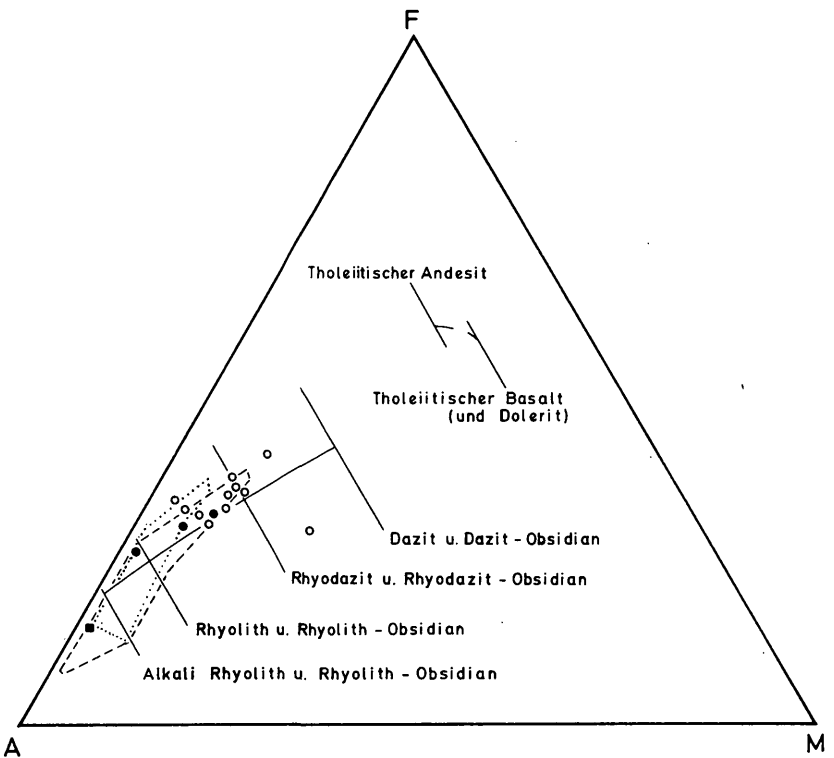 F
Tholeiitischer Andesit
Tholeiitischer Basalt
(und Dolerit)
Dazit u. Dazit - Obsidian
Rhyodazit u. Rhyodazit - Obsidian
Rhyolith u. Rhyolith - Obsidian
Alkali Rhyolith u. Rhyolith - Obsidian
A
M